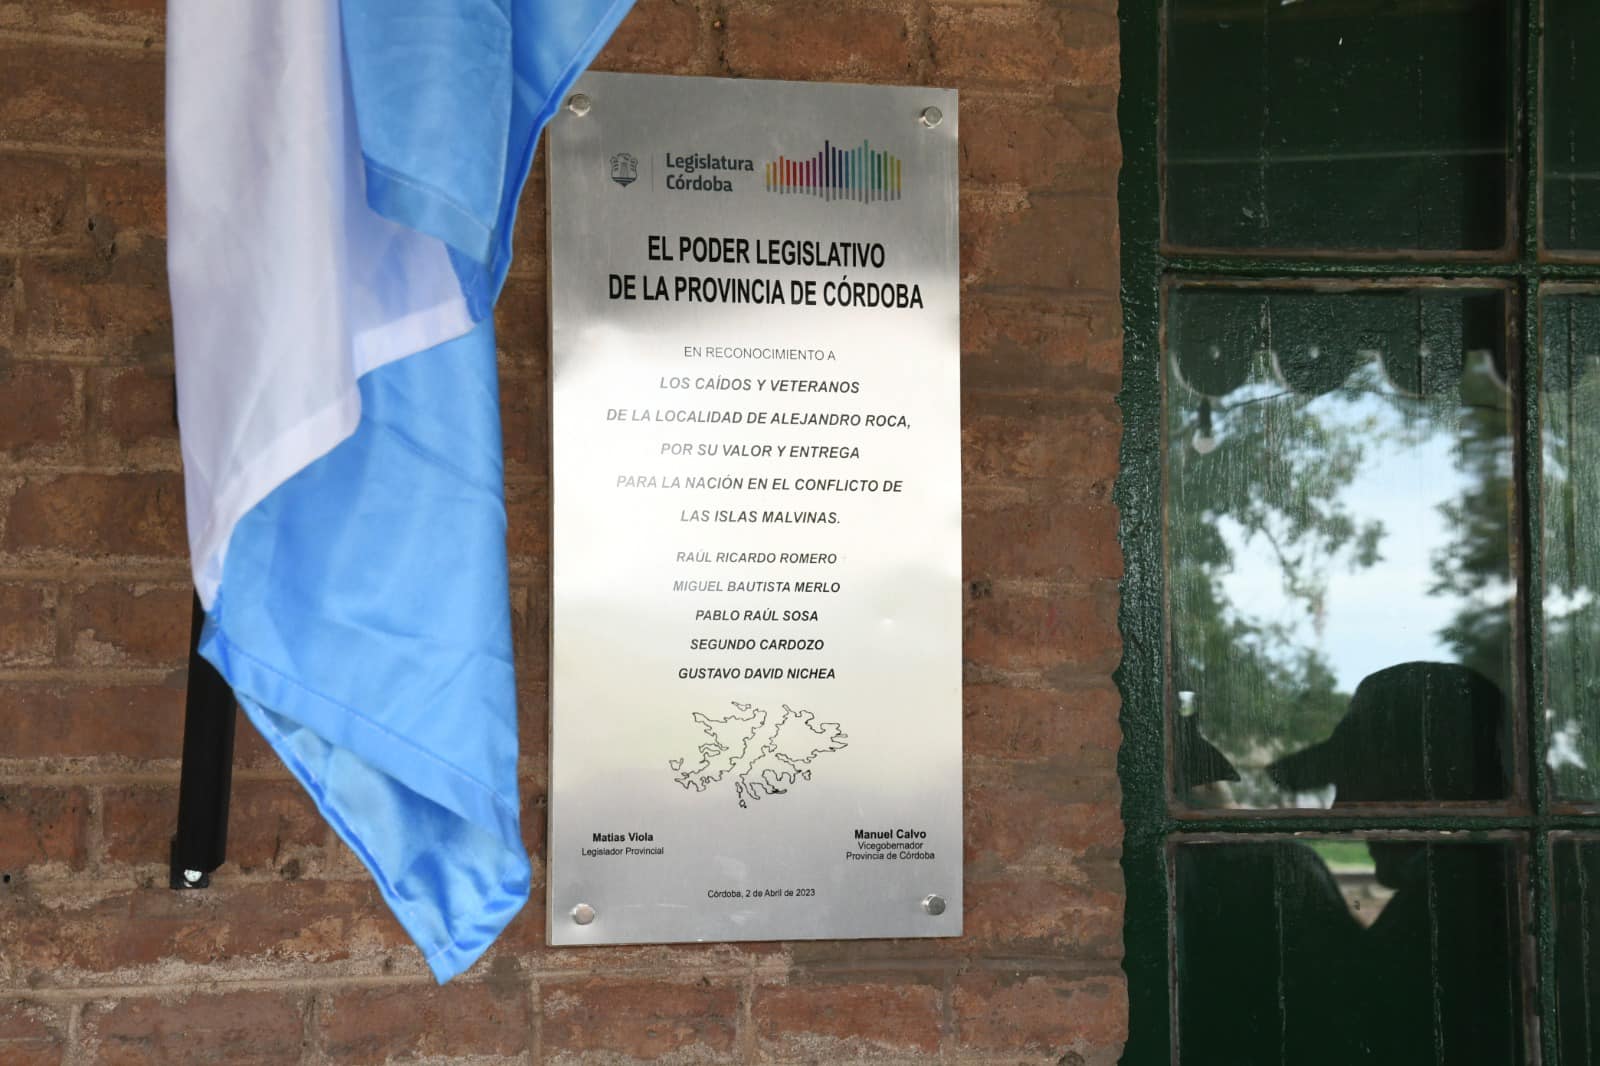 Legislatura
Córdoba
EL PODER LEGISLATIVO
DE LA PROVINCIA DE CÓRDOBA
EN RECONOCIMIENTO A
LOS CAÍDOS Y VETERANOS
DE LA LOCALIDAD DE ALEJANDRO ROCA,
POR SU VALOR Y ENTREGA
PARA LA NACIÓN EN EL CONFLICTO DE
LAS ISLAS MALVINAS.
RAÚL RICARDO ROMERO
MIGUEL BAUTISTA MERLO
PABLO RAÚL SOSA
SEGUNDO CARDOZO
GUSTAVO DAVID NICHEA
Matias Viola
Legislador Provincial
Manuel Calvo
Vicegobernador
Provincia de Córdoba
Córdoba, 2 de Abril de 2023